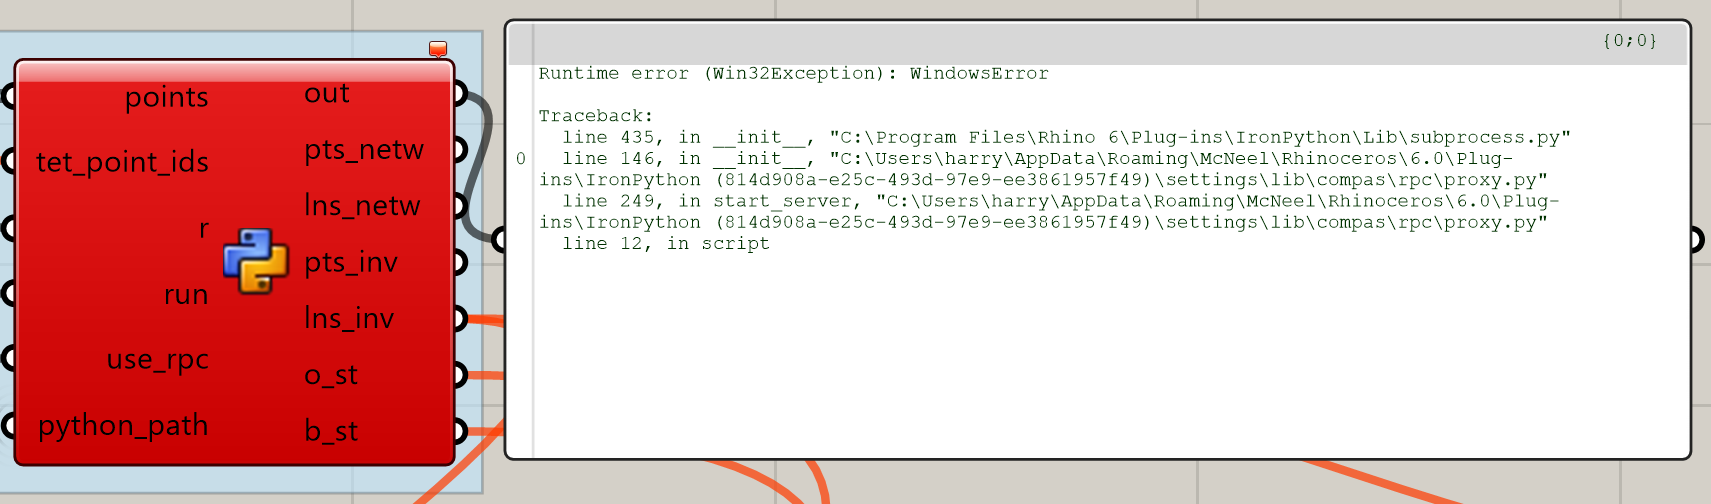 points
tet_point_ids
r
run
use_rpc
python_path
out
pts_netw
lns_netw
pts_inv
lns_inv
o_st
b_st
{0;0}
0
Runtime error (Win32Exception): WindowsError
Traceback:
line 435, in __init__, "C:\Program Files\Rhino 6\Plug-ins\IronPython\Lib\subprocess.py"
line 146, in __init__, "C:\Users\harry\AppData\Roaming\McNeel\Rhinoceros\6.0\Plug-
ins\IronPython (814d908a-e25c-493d-97e9-ee3861957f49)\settings\lib\compas\rpc\proxy.py"
line 249, in start_server, "C:\Users\harry\AppData\Roaming\McNeel\Rhinoceros\6.0\Plug-
ins\IronPython (814d908a-e25c-493d-97e9-ee3861957f49)\settings\lib\compas\rpc\proxy.py"
line 12, in script